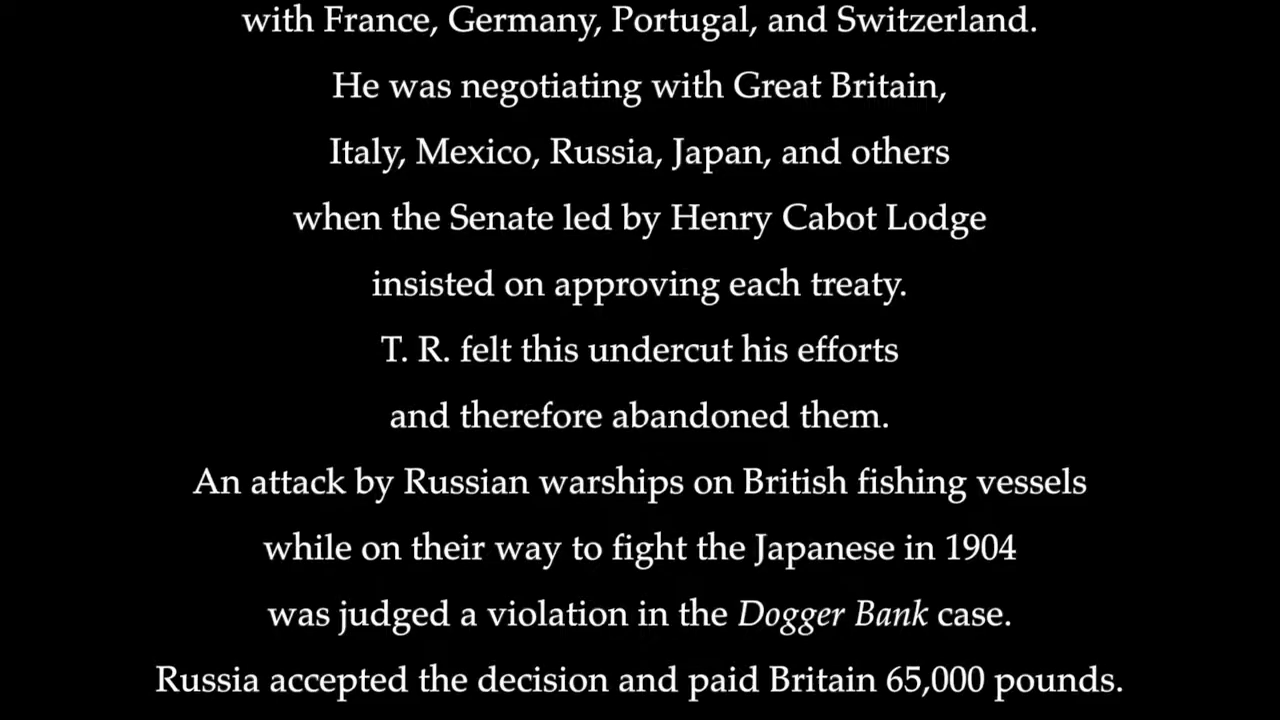 with France, Germany, Portugal, and Switzerland.
He was negotiating with Great Britain,
Italy, Mexico, Russia, Japan, and others
when the Senate led by Henry Cabot Lodge
insisted on approving each treaty.
T. R. felt this undercut his efforts
and therefore abandoned them.
An attack by Russian warships on British fishing vessels
while on their way to fight the Japanese in 1904
was judged a violation in the Dogger Bank case.
Russia accepted the decision and paid Britain 65,000 pounds.